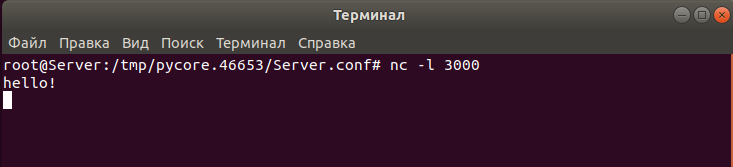 Терминал
Файл Правка Вид Поиск Терминал Справка
root@Server:/tmp/pycore.46653/Server.conf# nc -l 3000
hello!